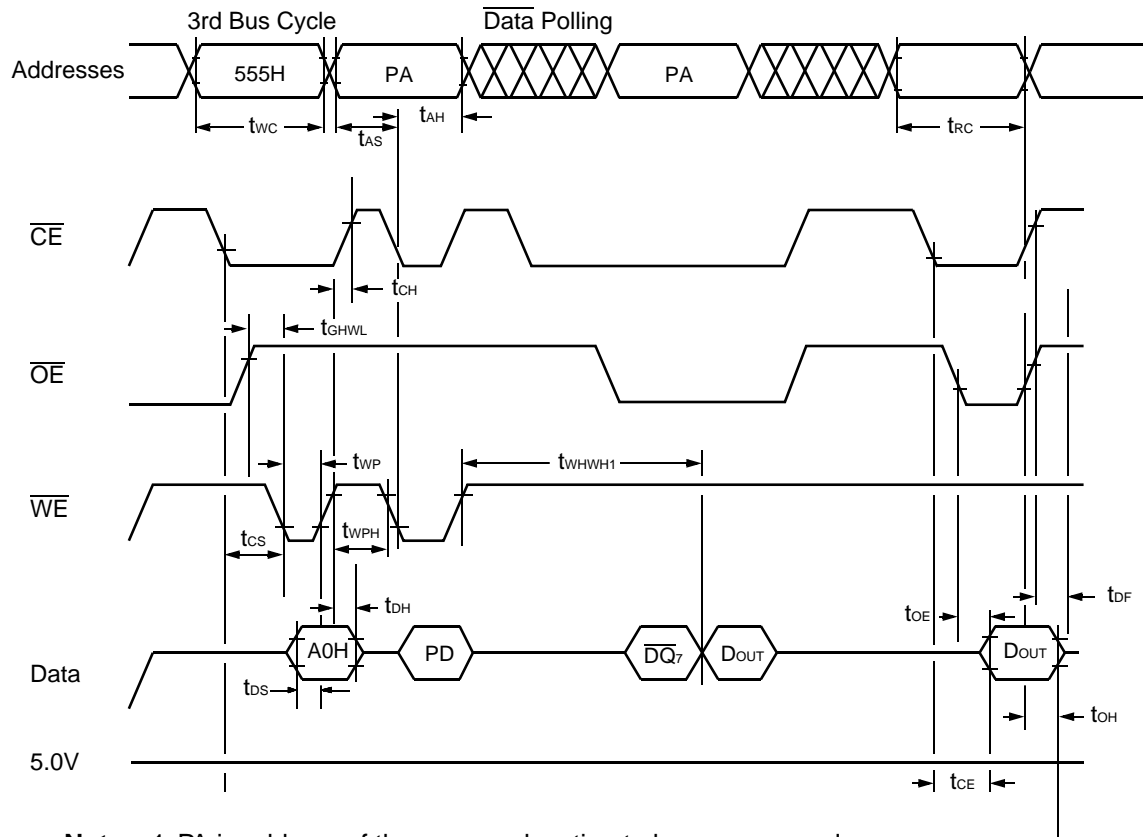 3rd Bus Cycle
Data Polling
Addresses
555H
PA
PA
tWC
tAS
tAH
tRC
CE
tCH
tGHWL
OE
tWP
tWHWH1
WE
tCS
tWPH
tDH
tOE
tDF
Data
A0H
PD
DQ7
DOUT
DOUT
tDS
tOH
5.0V
tCE